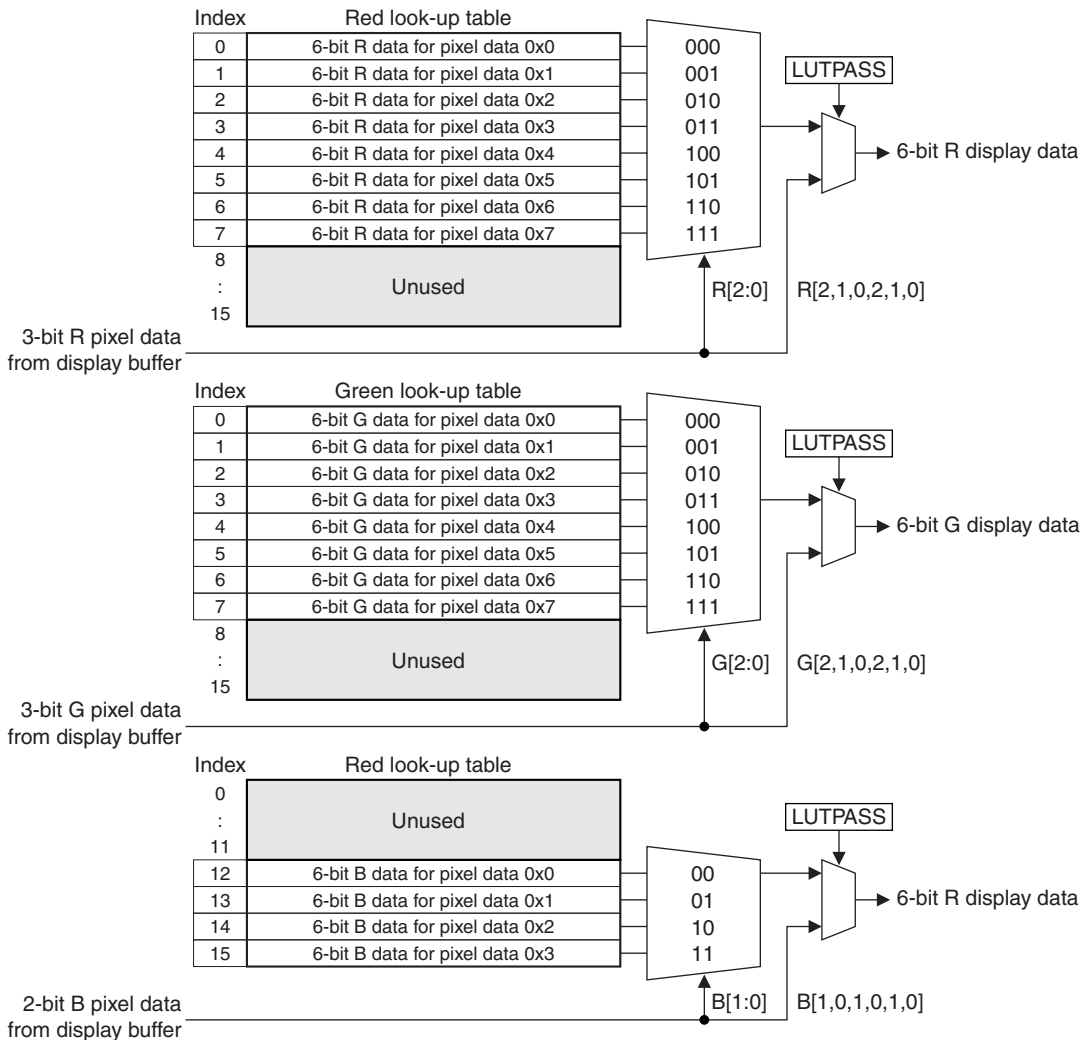 Index Red look-up table
0 6-bit R data for pixel data 0x0 000
1 6-bit R data for pixel data 0x1 001
LUTPASS
2 6-bit R data for pixel data 0x2 010
3 6-bit R data for pixel data 0x3 011
6-bit R display data
4 6-bit R data for pixel data 0x4 100
5 6-bit R data for pixel data 0x5 101
6 6-bit R data for pixel data 0x6 110
7 6-bit R data for pixel data 0x7 111
8
: Unused R[2:0] R[2,1,0,2,1,0]
15
3-bit R pixel data
from display buffer
Index Green look-up table
0 6-bit G data for pixel data 0x0 000
1 6-bit G data for pixel data 0x1 001
LUTPASS
2 6-bit G data for pixel data 0x2 010
3 6-bit G data for pixel data 0x3 011
6-bit G display data
4 6-bit G data for pixel data 0x4 100
5 6-bit G data for pixel data 0x5 101
6 6-bit G data for pixel data 0x6 110
7 6-bit G data for pixel data 0x7 111
8
: Unused G[2:0] G[2,1,0,2,1,0]
15
3-bit G pixel data
from display buffer
Index Red look-up table
0
: Unused LUTPASS
11
12 6-bit B data for pixel data 0x0 00
13 6-bit B data for pixel data 0x1 01
6-bit R display data
14 6-bit B data for pixel data 0x2 10
15 6-bit B data for pixel data 0x3 11
B[1:0] B[1,0,1,0,1,0]
2-bit B pixel data
from display buffer